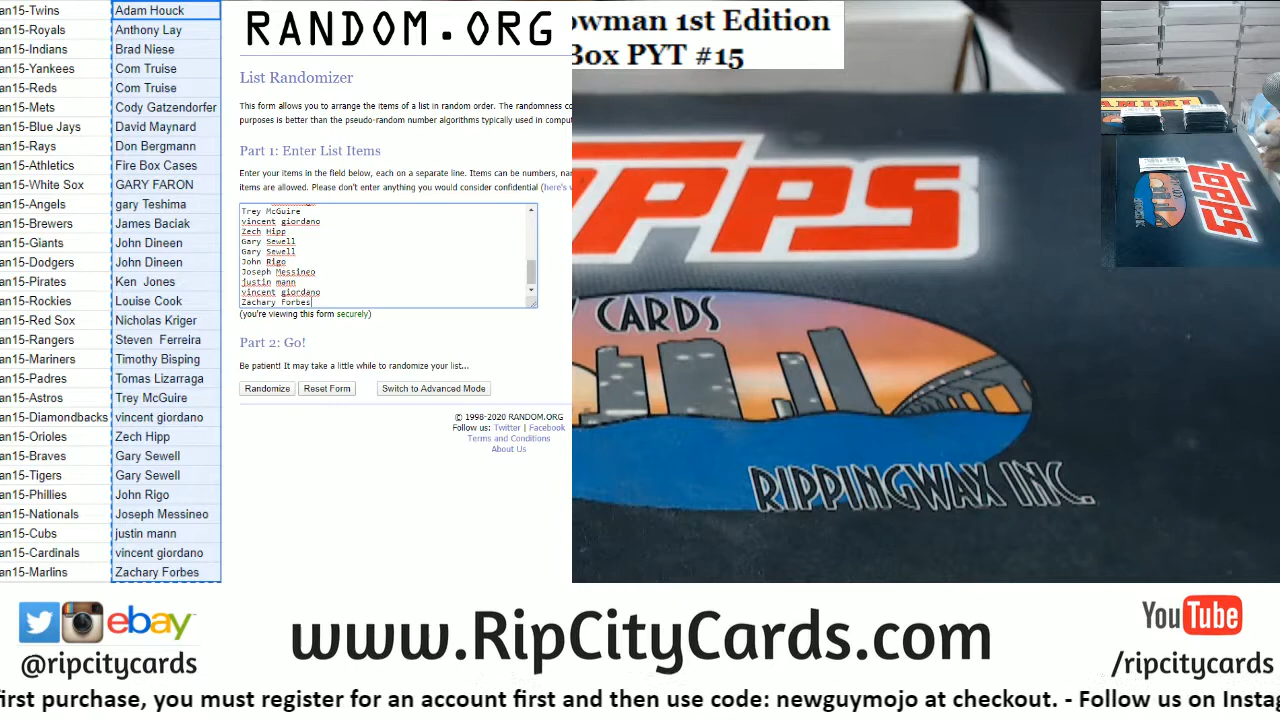 an15-Twins Adam Houck
an15-Royals Anthony Lay
an15-Indians Brad Niese
an15-Yankees Com Truise
an15-Reds Com Truise
an15-Mets Cody Gatzendorfer
an15-Blue Jays David Maynard
an15-Rays Don Bergmann
an15-Athletics Fire Box Cases
an15-White Sox GARY FARON
an15-Angels gary Teshima
an15-Brewers James Baciak
an15-Giants John Dineen
an15-Dodgers John Dineen
an15-Pirates Ken Jones
an15-Rockies Louise Cook
an15-Red Sox Nicholas Kriger
an15-Rangers Steven Ferreira
an15-Mariners Timothy Bisping
an15-Padres Tomas Lizarraga
an15-Astros Trey McGuire
an15-Diamondbacks vincent giordano
an15-Orioles Zech Hipp
an15-Braves Gary Sewell
an15-Tigers Gary Sewell
an15-Phillies John Rigo
an15-Nationals Joseph Messineo
an15-Cubs justin mann
an15-Cardinals vincent giordano
an15-Marlins Zachary Forbes
RANDOM.ORG
List Randomizer
This form allows you to arrange the items of a list in random order. The randomness co
purposes is better than the pseudo-random number algorithms typically used in comput
Part 1: Enter List Items
Enter your items in the field below, each on a separate line. Items can be numbers, nam
items are allowed. Please don't enter anything you would consider confidential (here's v
Trey McGuire
vincent giordano
Zech Hipp
Gary Sewell
Gary Sewell
John Rigo
Joseph Messineo
justin mann
vincent giordano
Zachary Forbes
(you're viewing this form securely)
Part 2: Go!
Be patient! It may take a little while to randomize your list...
Randomize Reset Form Switch to Advanced Mode
© 1998-2020 RANDOM.ORG
Follow us: Twitter | Facebook
Terms and Conditions
About Us
owman 1st Edition
Box PYT #15
TOPPS
Y CARDS
RIPPINGWAX INC.
PANINI
TOPPS
ebay
@ripcitycards
www.RipCityCards.com
YouTube
/ripcitycards
first purchase, you must register for an account first and then use code: newguymojo at checkout. - Follow us on Instag